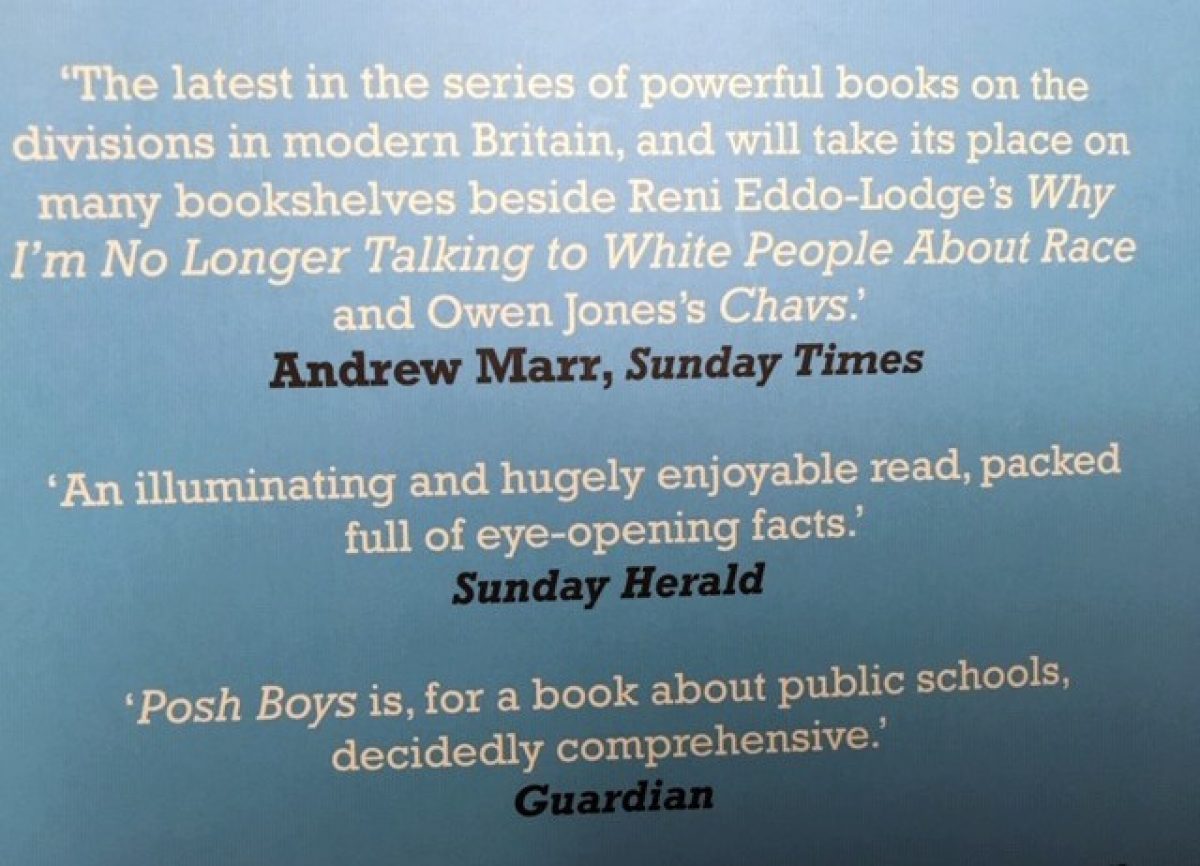 ‘The latest in the series of powerful books on the
divisions in modern Britain, and will take its place on
many bookshelves beside Reni Eddo-Lodge’s Why
I’m No Longer Talking to White People About Race
and Owen Jones’s Chavs.’
Andrew Marr, Sunday Times
‘An illuminating and hugely enjoyable read, packed
full of eye-opening facts.’
Sunday Herald
‘Posh Boys is, for a book about public schools,
decidedly comprehensive.’
Guardian